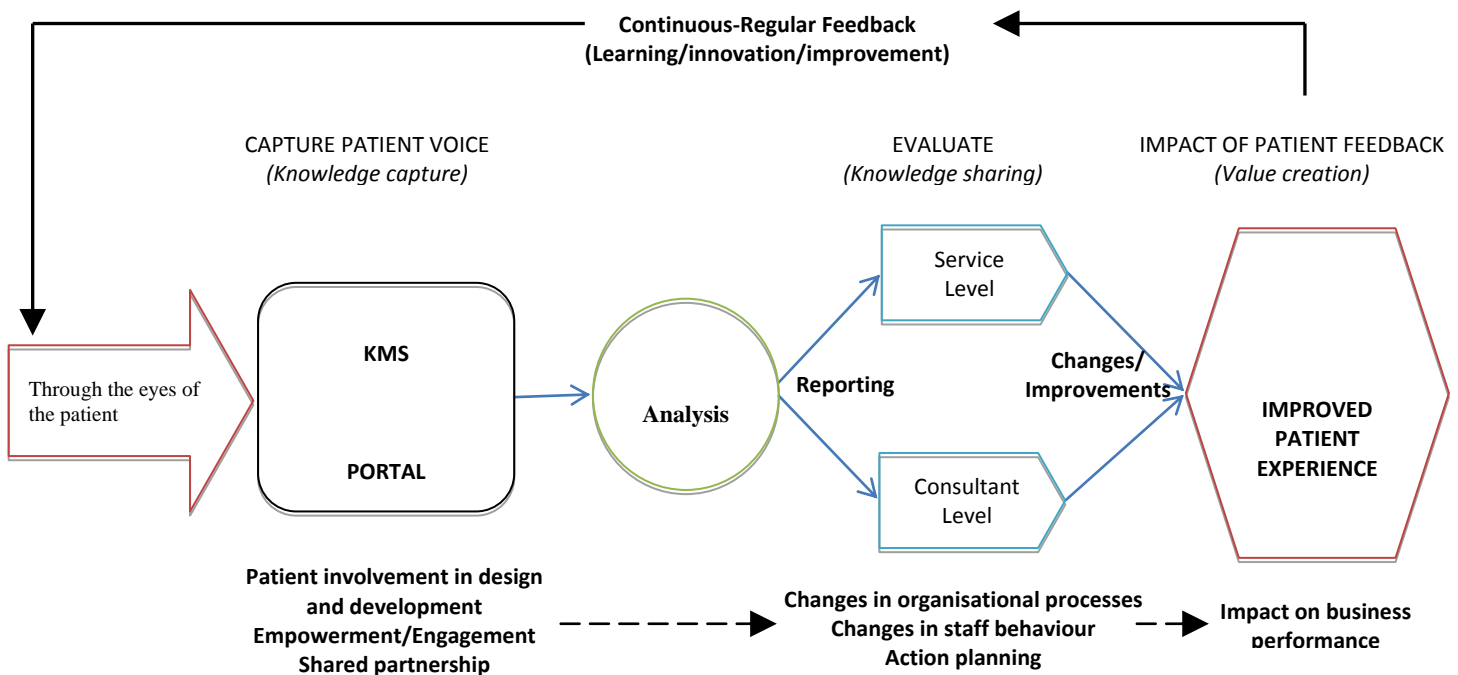 Continuous-Regular Feedback
(Learning/innovation/improvement)
CAPTURE PATIENT VOICE
(Knowledge capture)
EVALUATE
(Knowledge sharing)
IMPACT OF PATIENT FEEDBACK
(Value creation)
Through the eyes of
the patient
KMS
PORTAL
Analysis
Reporting
Service
Level
Consultant
Level
Changes/
Improvements
IMPROVED
PATIENT
EXPERIENCE
Patient involvement in design
and development
Empowerment/Engagement
Shared partnership
Changes in organisational processes
Changes in staff behaviour
Action planning
Impact on business
performance